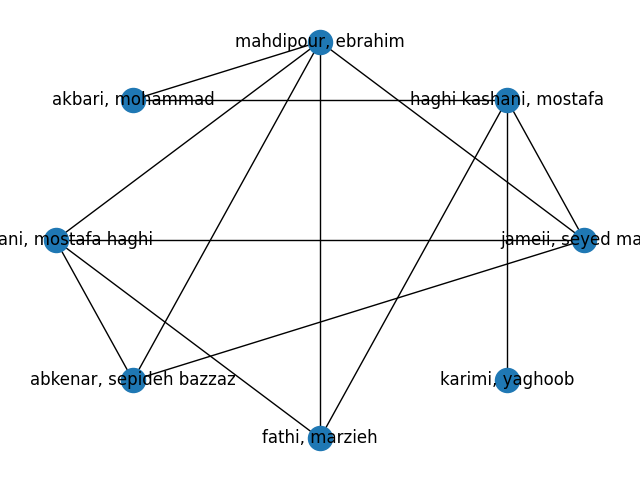 mahdipour, ebrahim
akbari, mohammad
haghi kashani, mostafa
ani, mostafa haghi
jameii, seyed ma
abkenar, sepideh bazzaz
karimi, yaghoob
fathi, marzieh